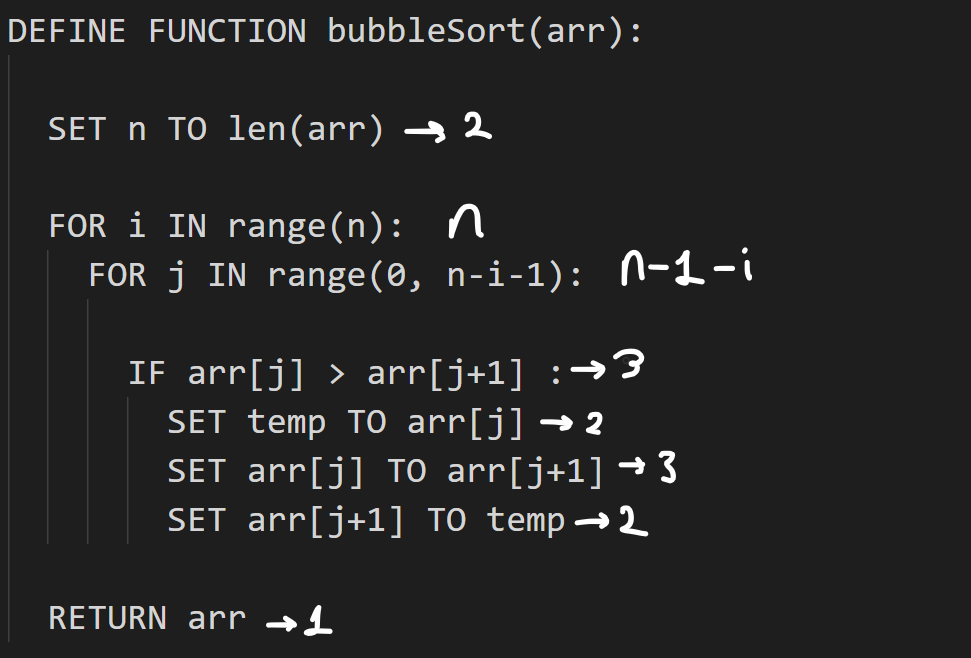 DEFINE FUNCTION bubbleSort(arr):
SET n TO len(arr) → 2
FOR i IN range(n): n
FOR j IN range(0, n-i-1): n-1-i
IF arr[j] > arr[j+1] : → 3
SET temp TO arr[j] → 2
SET arr[j] TO arr[j+1] → 3
SET arr[j+1] TO temp → 2
RETURN arr → 1